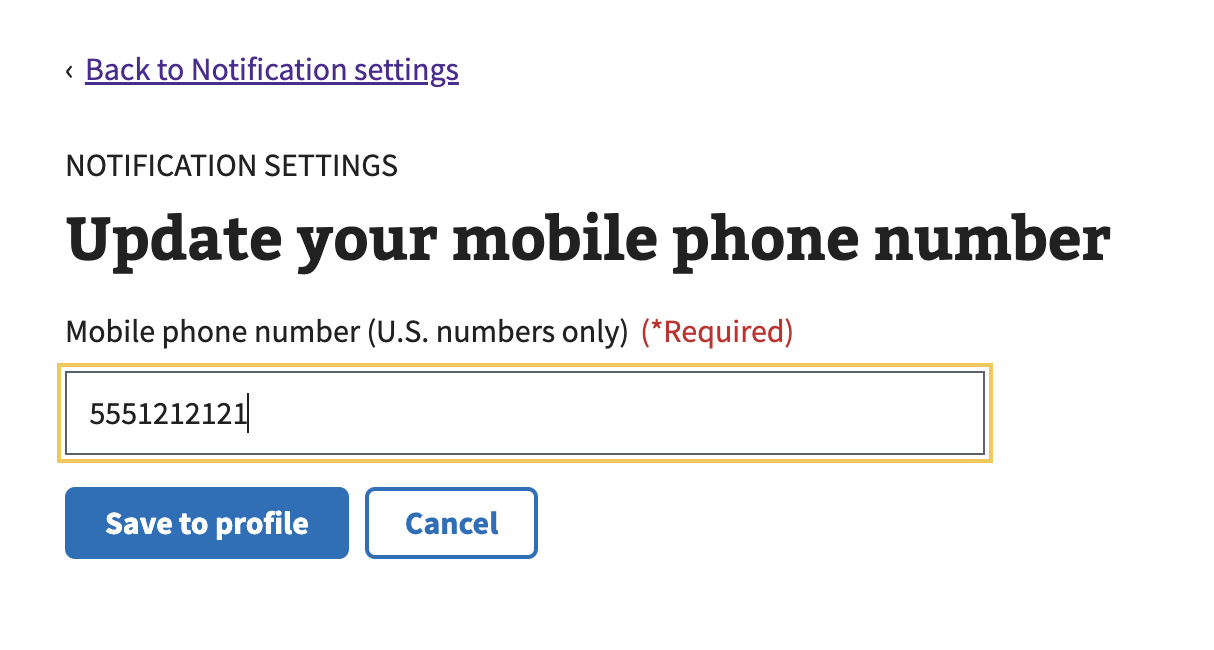 ‹ Back to Notification settings
NOTIFICATION SETTINGS
Update your mobile phone number
Mobile phone number (U.S. numbers only) (*Required)
5551212121
Save to profile Cancel